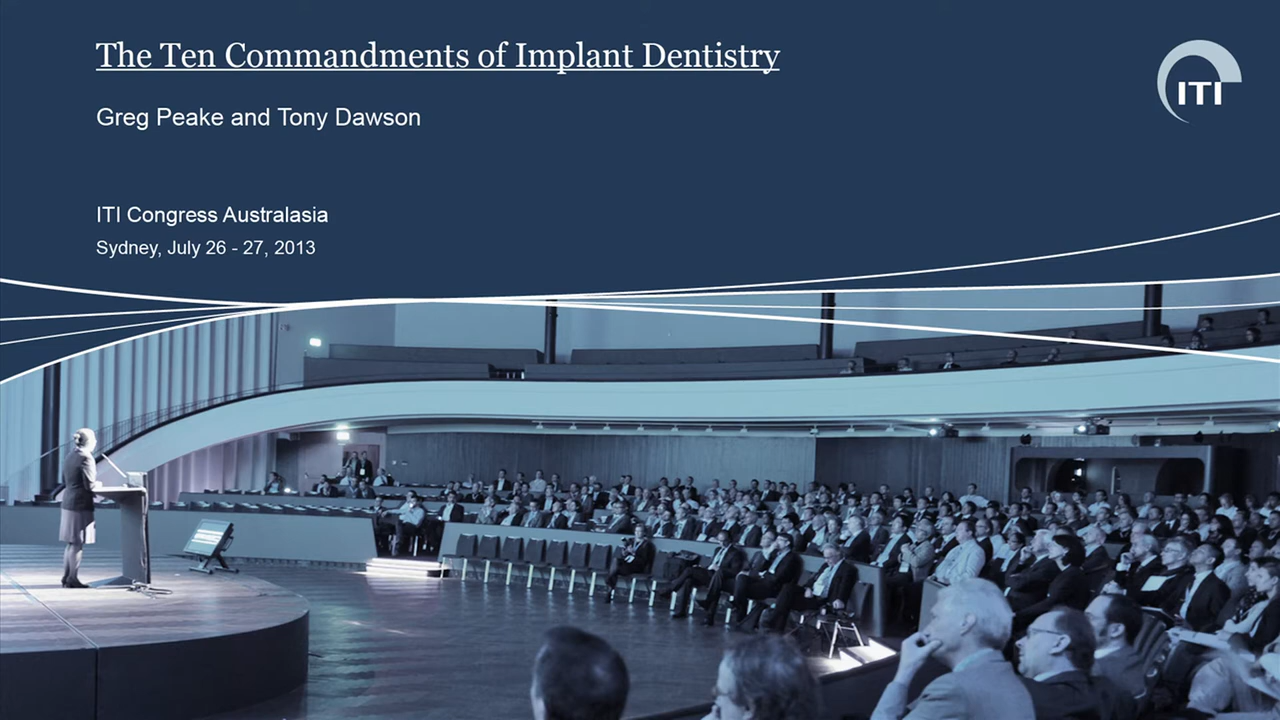 The Ten Commandments of Implant Dentistry
Greg Peake and Tony Dawson
ITI
ITI Congress Australasia
Sydney, July 26 - 27, 2013